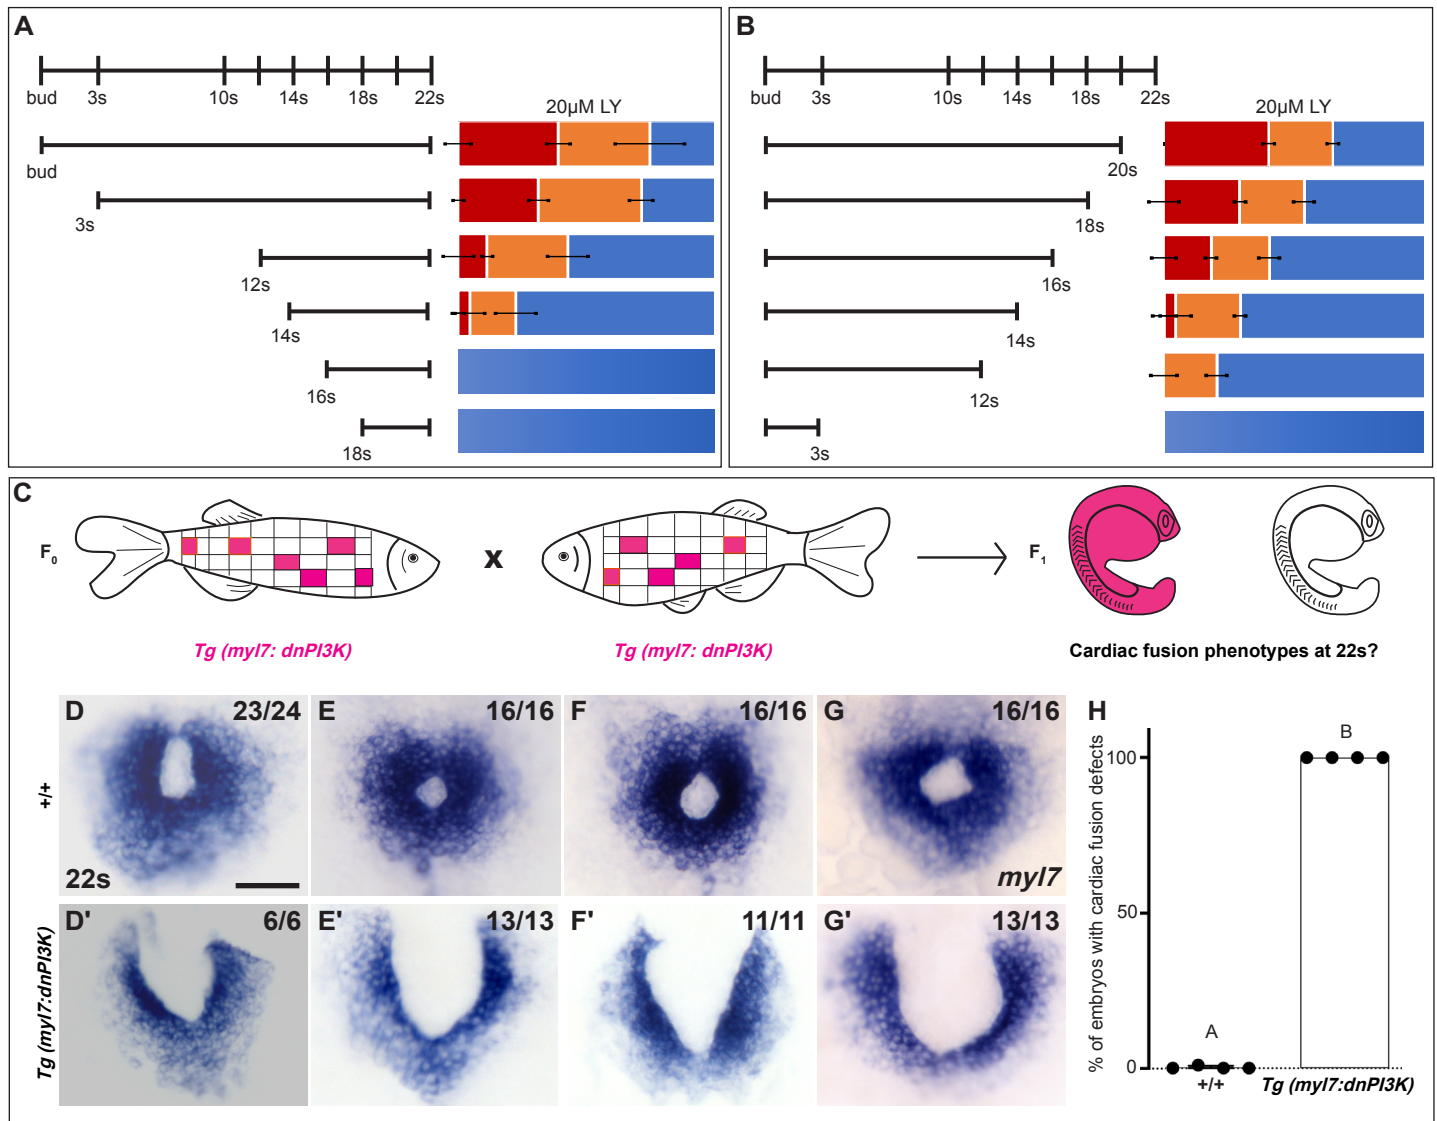 A
bud 3s 10s 14s 18s 22s
20µM LY
bud
3s
12s
14s
16s
18s
B
bud 3s 10s 14s 18s 22s
20µM LY
20s
18s
16s
14s
12s
3s
C
F0 x F1
Tg (myl7: dnPI3K) Tg (myl7: dnPI3K) Cardiac fusion phenotypes at 22s?
+/+
D 23/24 E 16/16 F 16/16 G 16/16
22s myl7
Tg (myl7:dnPI3K)
D' 6/6 E' 13/13 F' 11/11 G' 13/13
H
% of embryos with cardiac fusion defects
100
50
0
A
B
+/+ Tg (myl7:dnPI3K)